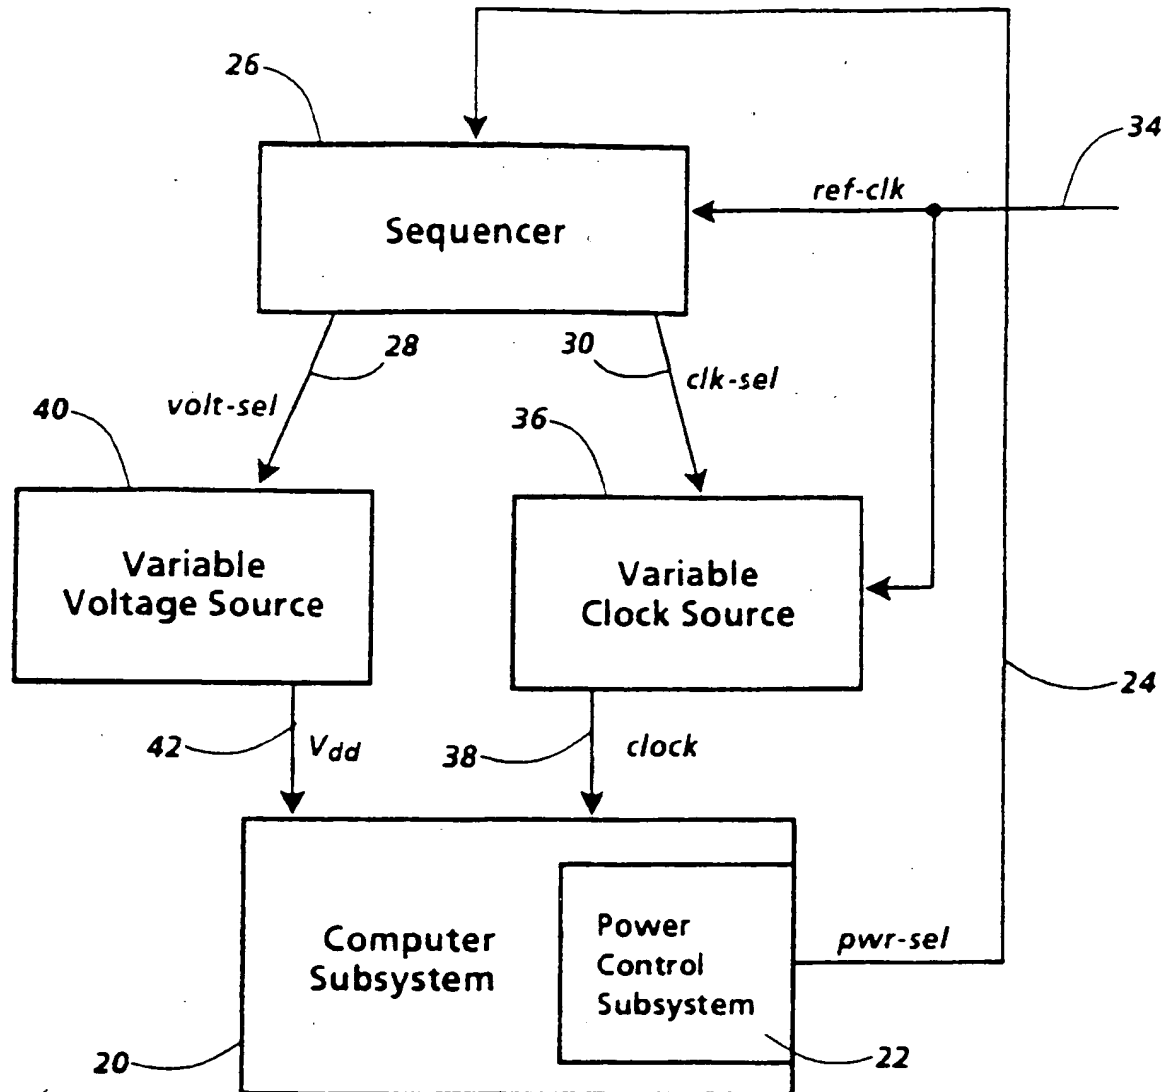 26
34
ref-clk
Sequencer
28
30
clk-sel
volt-sel
40
36
Variable
Voltage Source
Variable
Clock Source
24
42
Vdd
38
clock
Computer
Subsystem
Power
Control
Subsystem
pwr-sel
20
22